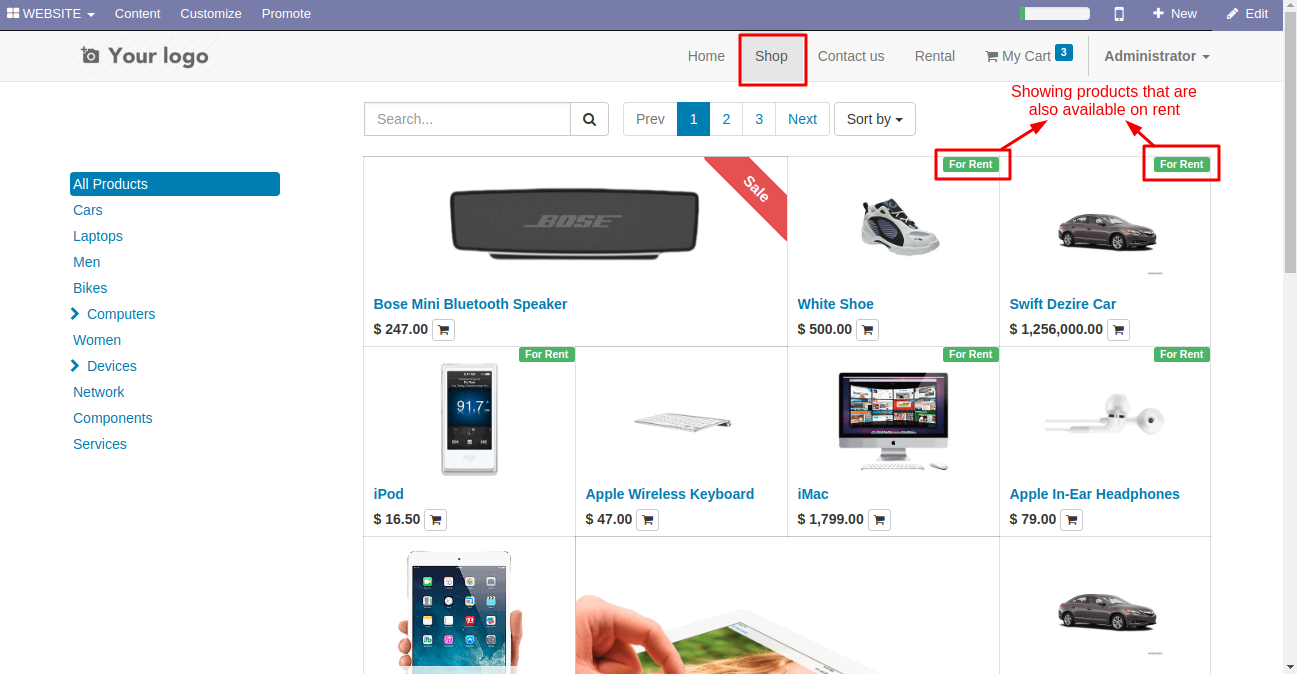 WEBSITE Content Customize Promote New Edit
Your logo Home Shop Contact us Rental My Cart 3 Administrator
Showing products that are
also available on rent
Search... Prev 1 2 3 Next Sort by
All Products
Cars
Laptops
Men
Bikes
Computers
Women
Devices
Network
Components
Services
Sale For Rent For Rent
BOSE
Bose Mini Bluetooth Speaker White Shoe Swift Dezire Car
$ 247.00 $ 500.00 $ 1,256,000.00
For Rent For Rent For Rent
91.7
iPod Apple Wireless Keyboard iMac Apple In-Ear Headphones
$ 16.50 $ 47.00 $ 1,799.00 $ 79.00